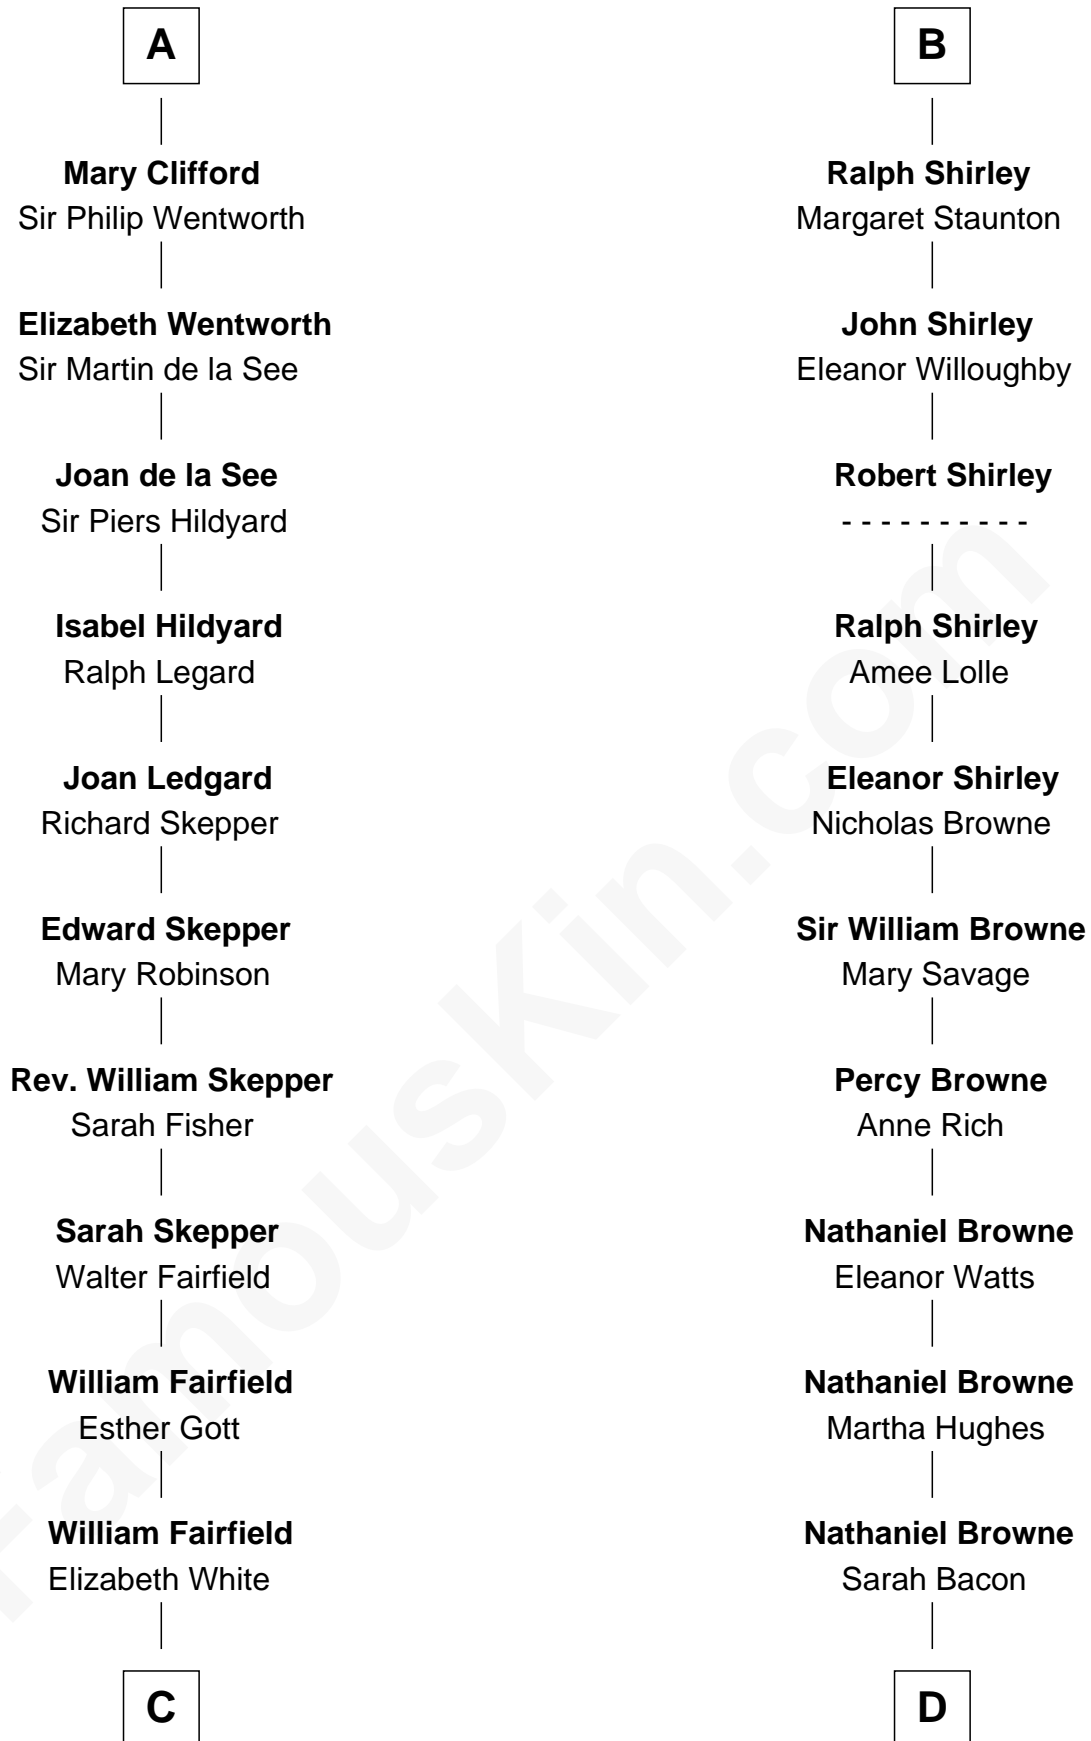 A
Mary Clifford
Sir Philip Wentworth
Elizabeth Wentworth
Sir Martin de la See
Joan de la See
Sir Piers Hildyard
Isabel Hildyard
Ralph Legard
Joan Ledgard
Richard Skepper
Edward Skepper
Mary Robinson
Rev. William Skepper
Sarah Fisher
Sarah Skepper
Walter Fairfield
William Fairfield
Esther Gott
William Fairfield
Elizabeth White
C
B
Ralph Shirley
Margaret Staunton
John Shirley
Eleanor Willoughby
Robert Shirley
- - - - - - - - - -
Ralph Shirley
Amee Lolle
Eleanor Shirley
Nicholas Browne
Sir William Browne
Mary Savage
Percy Browne
Anne Rich
Nathaniel Browne
Eleanor Watts
Nathaniel Browne
Martha Hughes
Nathaniel Browne
Sarah Bacon
D
FamousKin.com